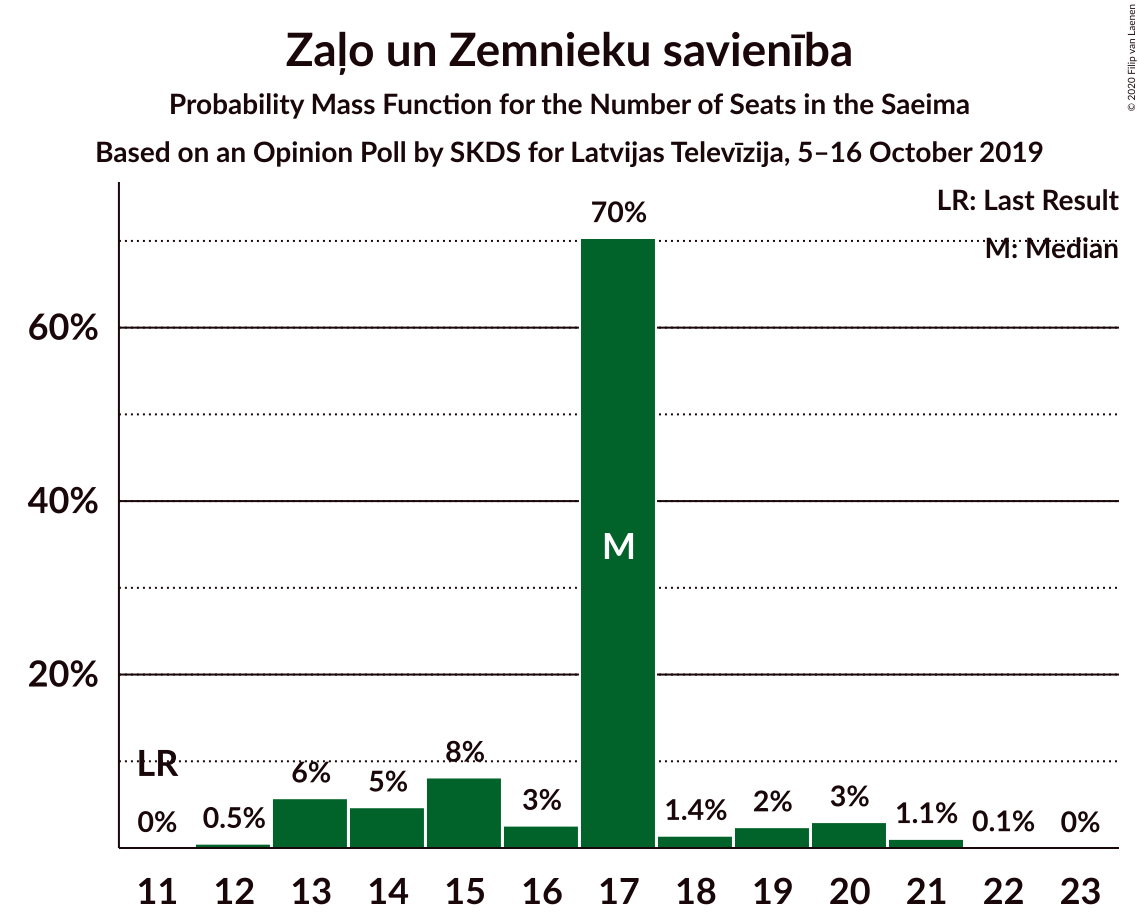 Zaļo un Zemnieku savienība
Probability Mass Function for the Number of Seats in the Saeima
Based on an Opinion Poll by SKDS for Latvijas Televīzija, 5–16 October 2019
© 2020 Filip van Laenen
LR: Last Result
M: Median
70%
60%
40%
20%
M
LR
0%
0.5%
6%
5%
8%
3%
1.4%
2%
3%
1.1%
0.1%
0%
11 12 13 14 15 16 17 18 19 20 21 22 23